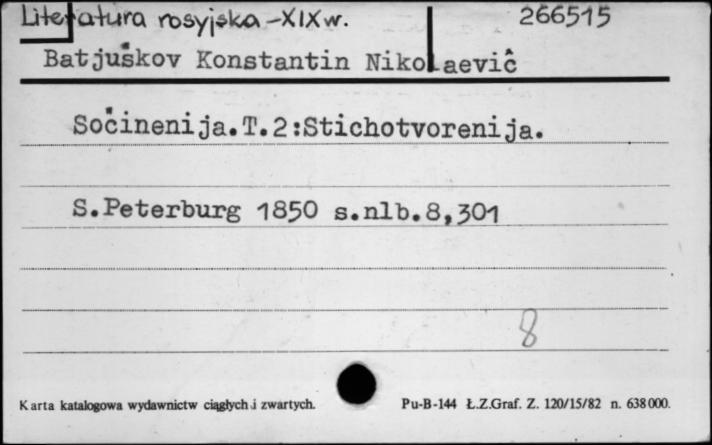 Literatura rosyjska-XIXw. 266515
Batjuškov Konstantin Nikolaevič
Sočinenija.T.2:Stichotvorenija.
S.Peterburg 1850 s.nlb.8,301
8
Karta katalogowa wydawnictw ciągłych i zwartych. Pu-B-144 Ł.Z.Graf. Z. 120/15/82 n. 638000.